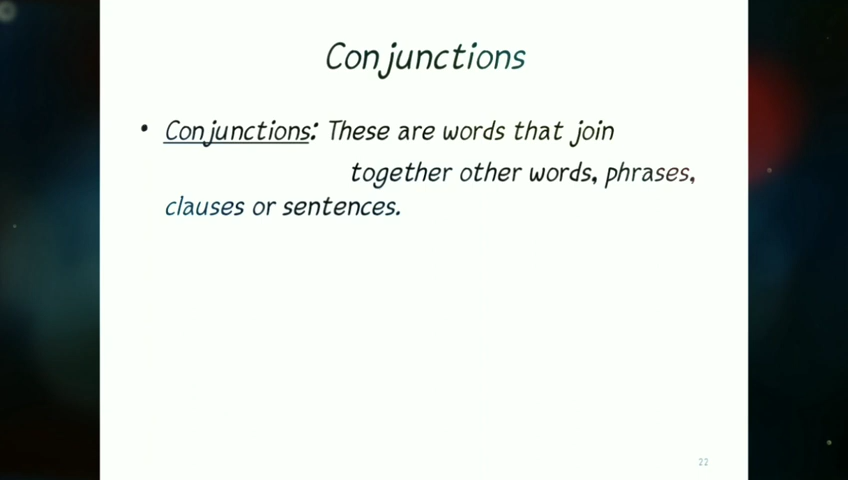 Conjunctions
• Conjunctions: These are words that join
together other words, phrases,
clauses or sentences.
22